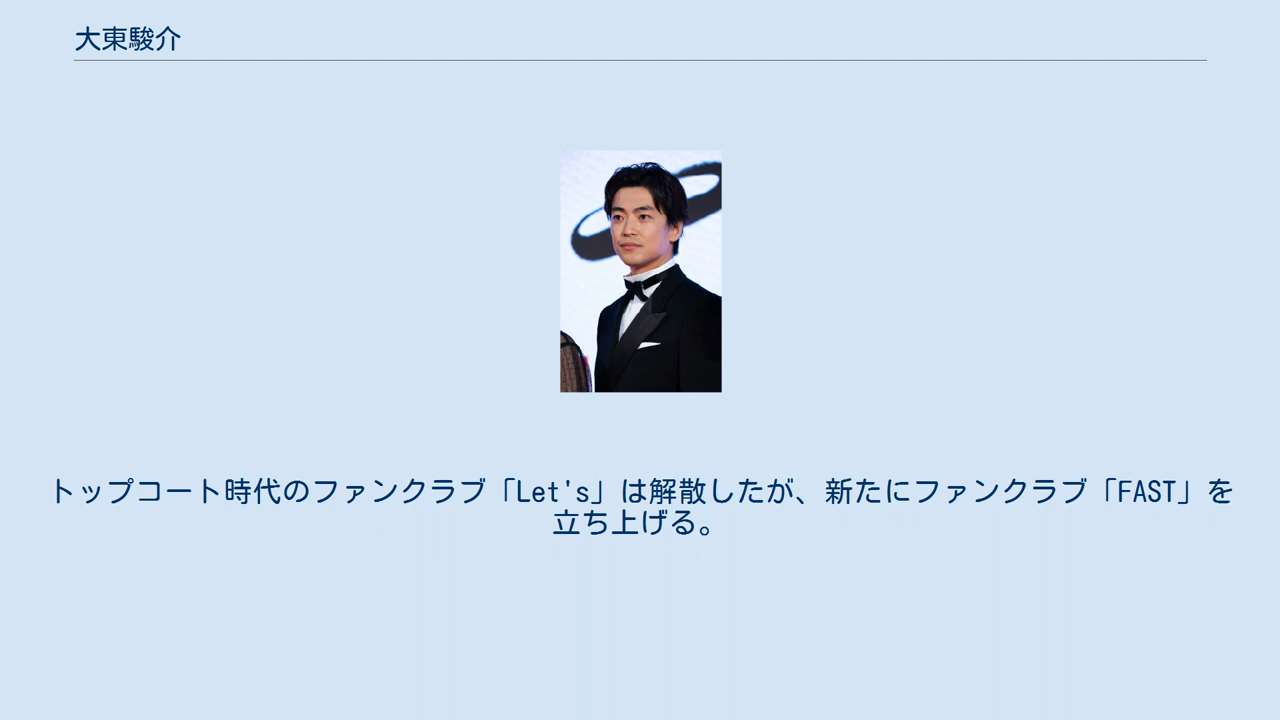 大東駿介
トップコート時代のファンクラブ「Let's」は解散したが、新たにファンクラブ「FAST」を
立ち上げる。